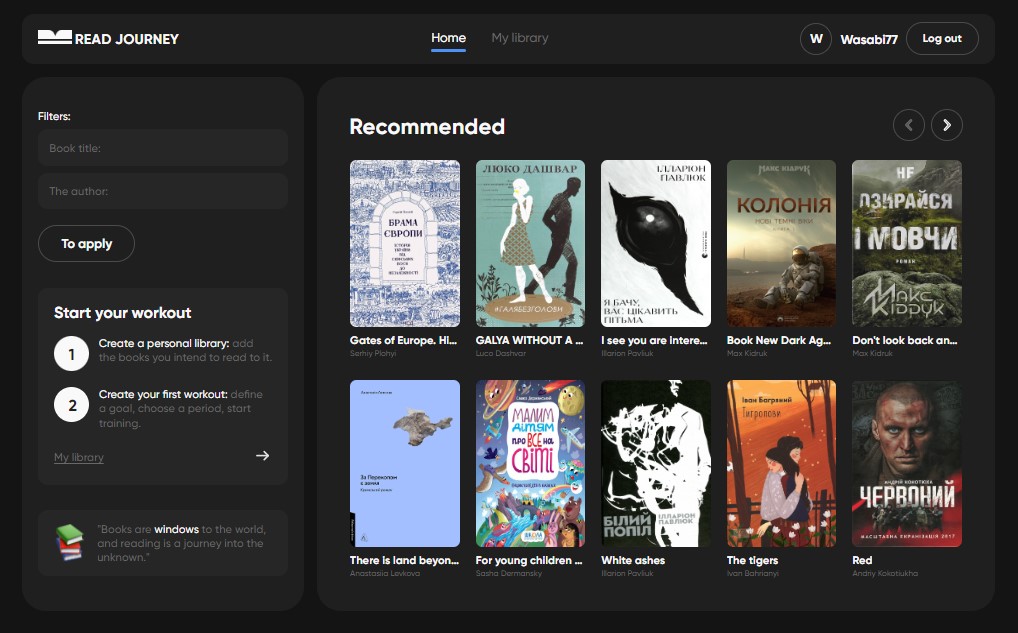 READ JOURNEY
Home
My library
W
Wasabi77
Log out
Filters:
Book title:
The author:
To apply
Start your workout
1
Create a personal library: add
the books you intend to read to it.
2
Create your first workout: define
a goal, choose a period, start
training.
My library
"Books are windows to the world,
and reading is a journey into the
unknown."
Recommended
БРАМА
ЄВРОПИ
ІСТОРІЯ
УКРАЇНИ
ВІД
СКІФСЬКИХ
ВОЄН
ДО
НЕЗАЛЕЖНОСТІ
Gates of Europe. Hi...
Serhiy Plohyi
ЛЮКО ДАШВАР
#ГАЛЯБЕЗГОЛОВИ
GALYA WITHOUT A ...
Luco Dashvar
ІЛЛАРІОН
ПАВЛЮК
Я БАЧУ,
ВАС ЦІКАВИТЬ
ПІТЬМА
I see you are intere...
Illarion Pavliuk
МАКС КІДРУК
КОЛОНІЯ
НОВІ ТЕМНІ ВІКИ
Book New Dark Ag...
Max Kidruk
НЕ
ОЗИРАЙСЯ
І МОВЧИ
РОМАН
МАКС
КІДРУК
Don't look back an...
Max Kidruk
За Перекопом
є земля
There is land beyon...
Anastasiia Levkova
МАЛИМ
ДІТЯМ
ПРО ВСЕ НА
СВІТІ
ШКОЛА
For young children ...
Sasha Dermansky
БІЛИЙ
ПОПІЛ
ІЛЛАРІОН
ПАВЛЮК
White ashes
Illarion Pavliuk
Іван Багряний
Тигролови
The tigers
Ivan Bahrianyi
АНДРІЙ КОКОТЮХА
ЧЕРВОНИЙ
МАСШТАБНА ЕКРАНІЗАЦІЯ 2017
Red
Andriy Kokotiukha